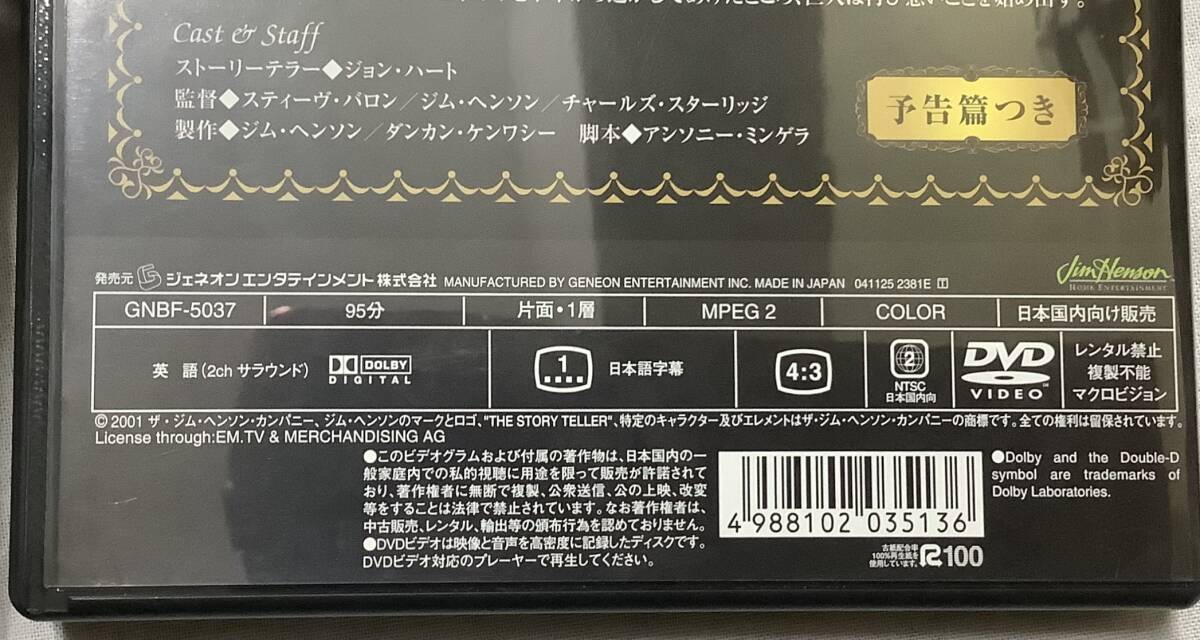 Cast & Staff
ストーリーテラー◆ジョン・ハート
監督◆スティーヴ・バロン／ジム・ヘンソン／チャールズ・スターリッジ
製作◆ジム・ヘンソン／ダンカン・ケンワシー 脚本◆アンソニー・ミンゲラ
予告篇つき
発売元 ジェネオン エンタテインメント株式会社 MANUFACTURED BY GENEON ENTERTAINMENT INC. MADE IN JAPAN 041125 2381E
Jim Henson
HOME ENTERTAINMENT
GNBF-5037 95分 片面・1層 MPEG 2 COLOR 日本国内向け販売
英 語(2ch サラウンド) DOLBY
DIGITAL
1 日本語字幕
4:3
2
NTSC
日本国内向
DVD
VIDEO
レンタル禁止
複製不能
マクロビジョン
© 2001 ザ・ジム・ヘンソン・カンパニー、ジム・ヘンソンのマークとロゴ、"THE STORY TELLER"、特定のキャラクター及びエレメントはザ・ジム・ヘンソン・カンパニーの商標です。全ての権利は留保されています。
License through:EM.TV & MERCHANDISING AG
●このビデオグラムおよび付属の著作物は、日本国内の一
般家庭内での私的視聴に用途を限って販売が許諾されて
おり、著作権者に無断で複製、公衆送信、公の上映、改変
等をすることは法律で禁止されています。なお著作権者は、
中古販売、レンタル、輸出等の頒布行為を認めておりません。
●DVDビデオは映像と音声を高密度に記録したディスクです。
DVDビデオ対応のプレーヤーで再生してください。
4 988102 035136
古紙配合率
100%再生紙を
使用しています。
R100
●Dolby and the Double-D
symbol are trademarks of
Dolby Laboratories.